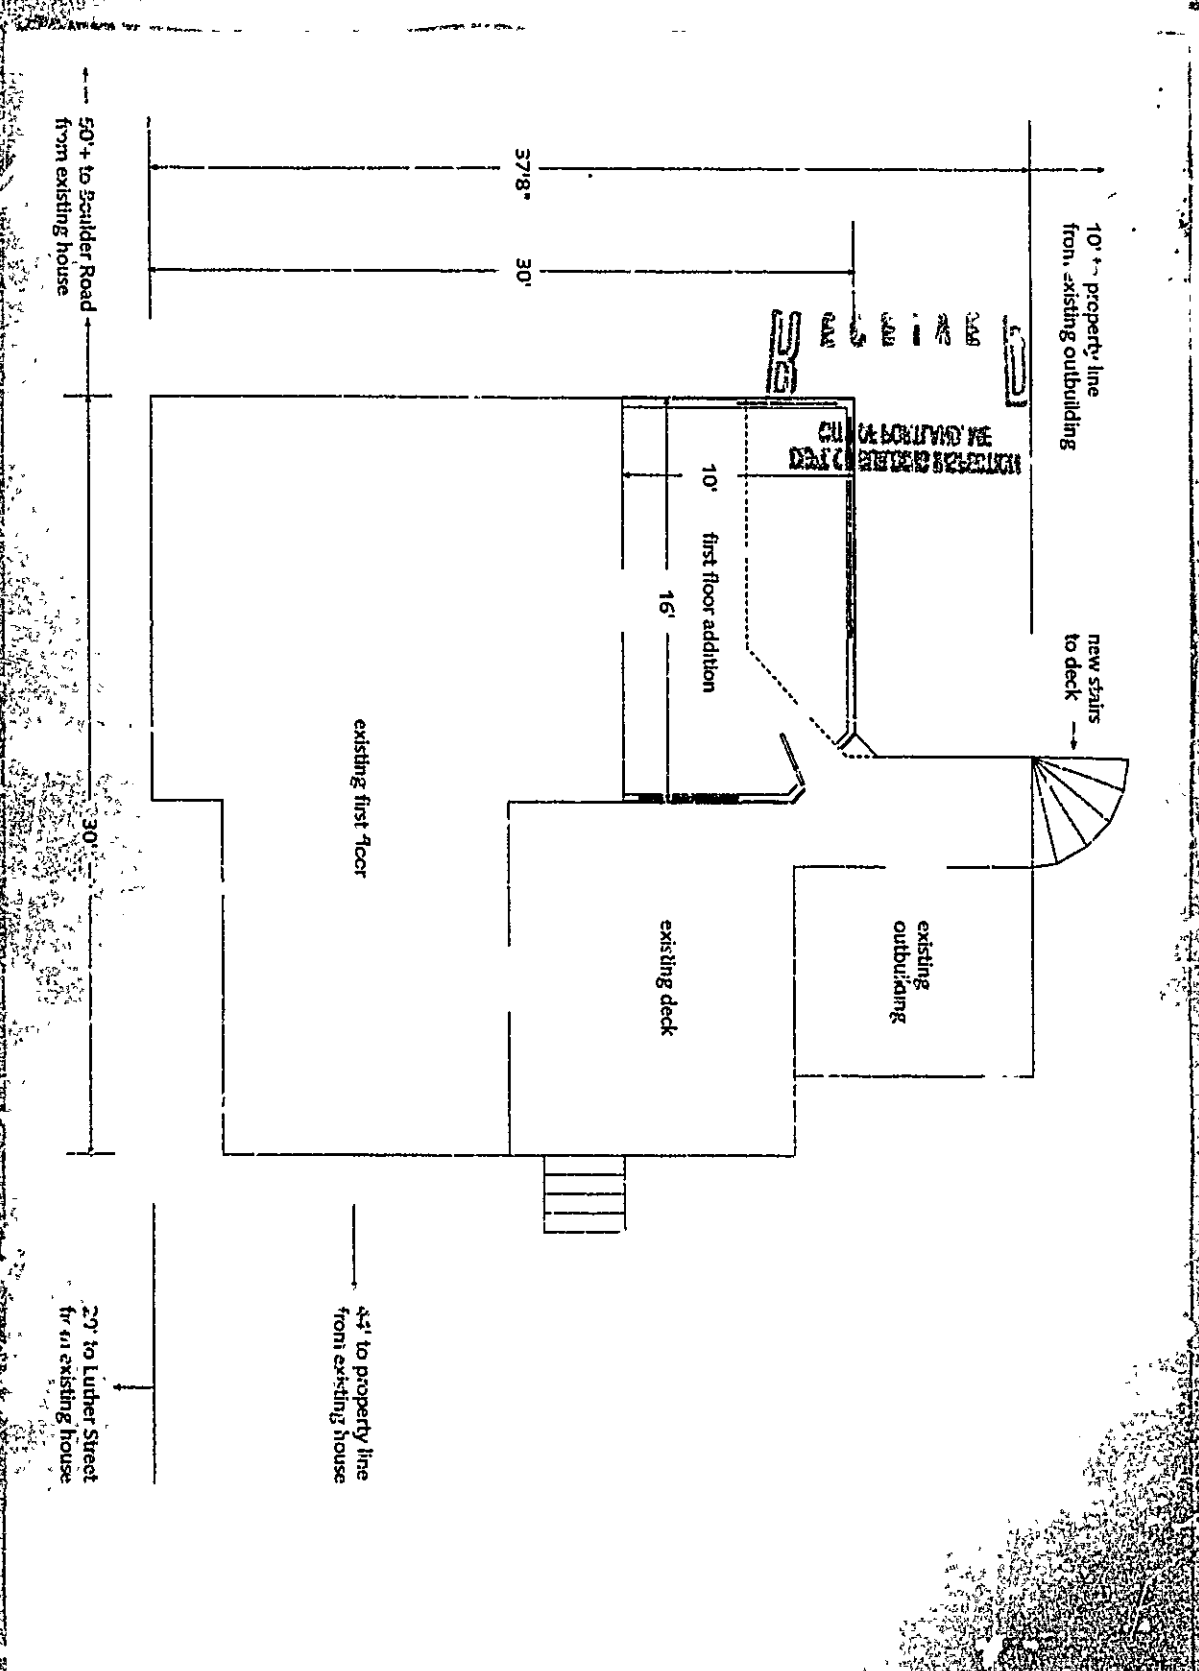 10' to property line
from existing outbuilding
new stairs
to deck
37'8"
30'
10'
first floor addition
16'
existing
outbuilding
existing deck
existing first floor
50'+ to Boulder Road
from existing house
30'
44' to property line
from existing house
to Luther Street
from existing house